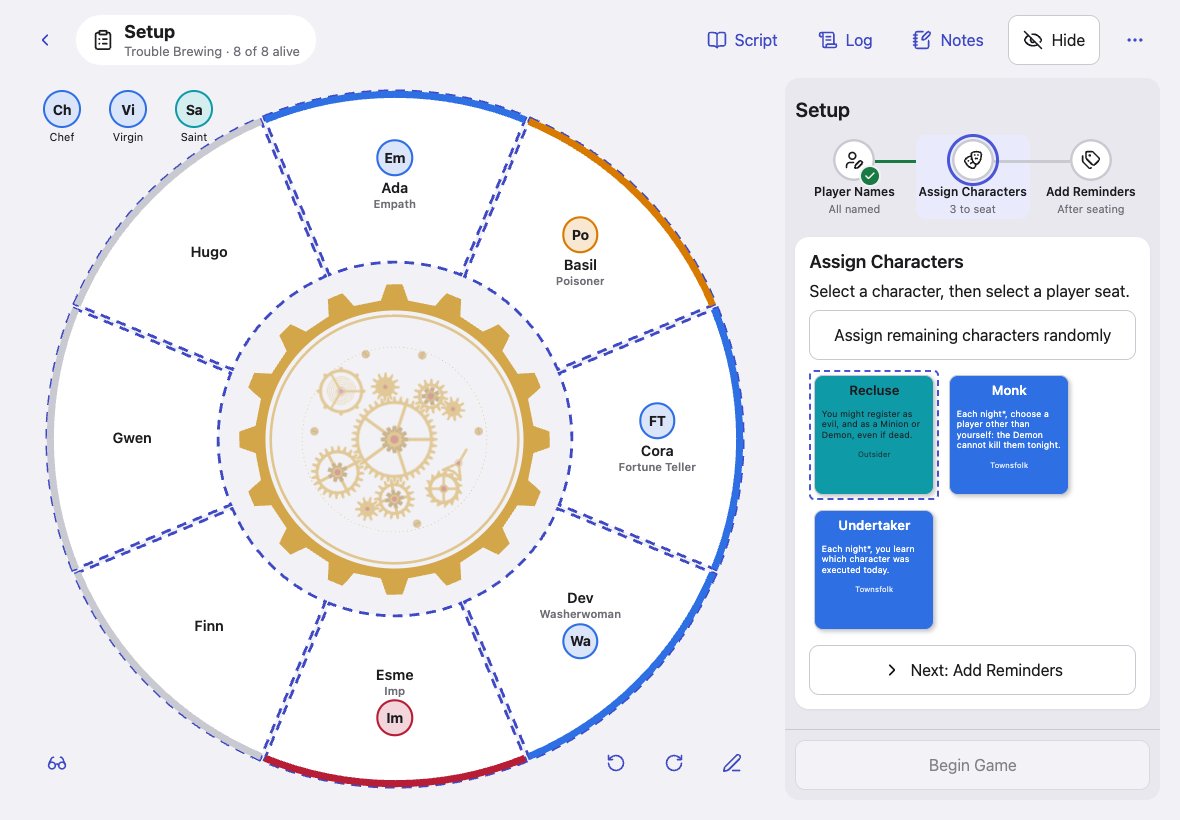 Setup
Trouble Brewing · 8 of 8 alive
Script
Log
Notes
Hide
Ch
Chef
Vi
Virgin
Sa
Saint
Em
Ada
Empath
Po
Basil
Poisoner
FT
Cora
Fortune Teller
Dev
Washerwoman
Wa
Esme
Imp
Im
Finn
Gwen
Hugo
Setup
Player Names
All named
Assign Characters
3 to seat
Add Reminders
After seating
Assign Characters
Select a character, then select a player seat.
Assign remaining characters randomly
Recluse
You might register as
evil, and as a Minion or
Demon, even if dead.
Outsider
Monk
Each night*, choose a
player other than
yourself: the Demon
cannot kill them tonight.
Townsfolk
Undertaker
Each night*, you learn
which character was
executed today.
Townsfolk
Next: Add Reminders
Begin Game